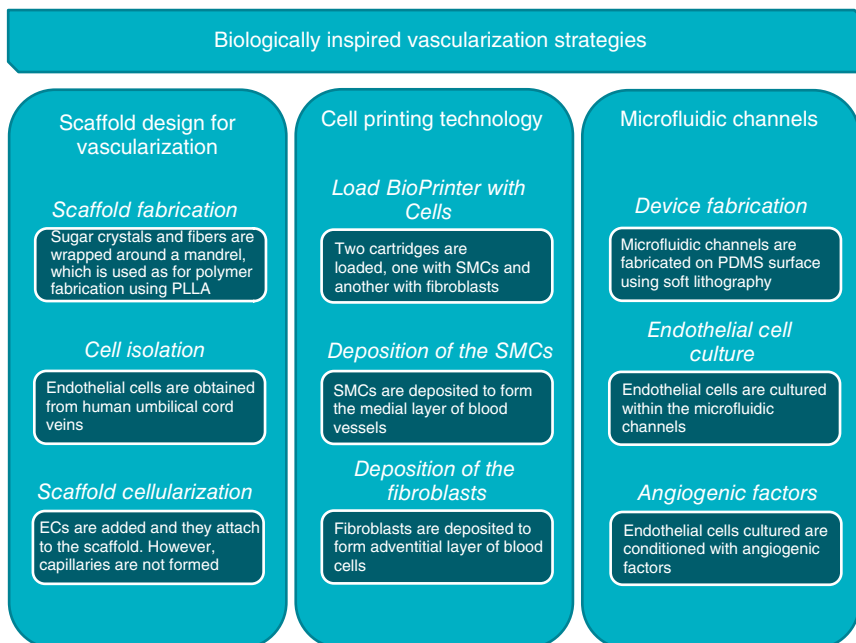 Biologically inspired vascularization strategies
Scaffold design for
vascularization
Scaffold fabrication
Sugar crystals and fibers are
wrapped around a mandrel,
which is used as for polymer
fabrication using PLLA
Cell isolation
Endothelial cells are obtained
from human umbilical cord
veins
Scaffold cellularization
ECs are added and they attach
to the scaffold. However,
capillaries are not formed
Cell printing technology
Load BioPrinter with
Cells
Two cartridges are
loaded, one with SMCs and
another with fibroblasts
Deposition of the SMCs
SMCs are deposited to form
the medial layer of blood
vessels
Deposition of the
fibroblasts
Fibroblasts are deposited to
form adventitial layer of blood
cells
Microfluidic channels
Device fabrication
Microfluidic channels are
fabricated on PDMS surface
using soft lithography
Endothelial cell
culture
Endothelial cells are cultured
within the microfluidic
channels
Angiogenic factors
Endothelial cells cultured are
conditioned with angiogenic
factors